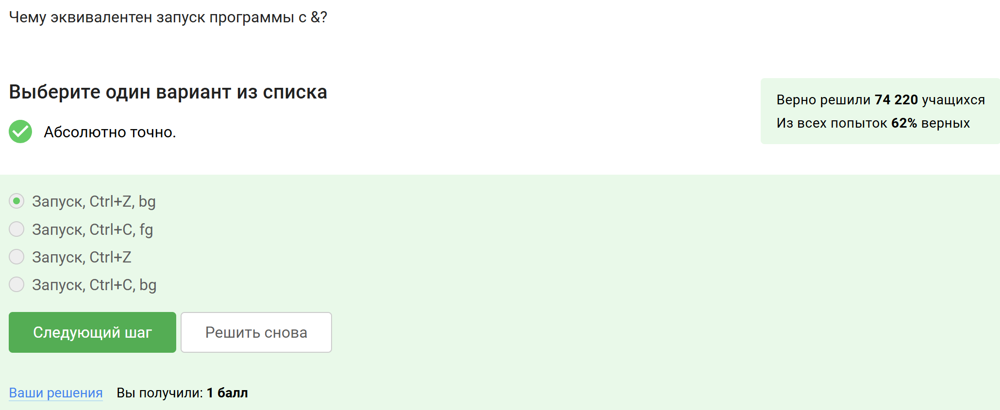 Чему эквивалентен запуск программы с &?
Выберите один вариант из списка
Абсолютно точно.
Верно решили 74 220 учащихся
Из всех попыток 62% верных
Запуск, Ctrl+Z, bg
Запуск, Ctrl+C, fg
Запуск, Ctrl+Z
Запуск, Ctrl+C, bg
Следующий шаг
Решить снова
Ваши решения Вы получили: 1 балл